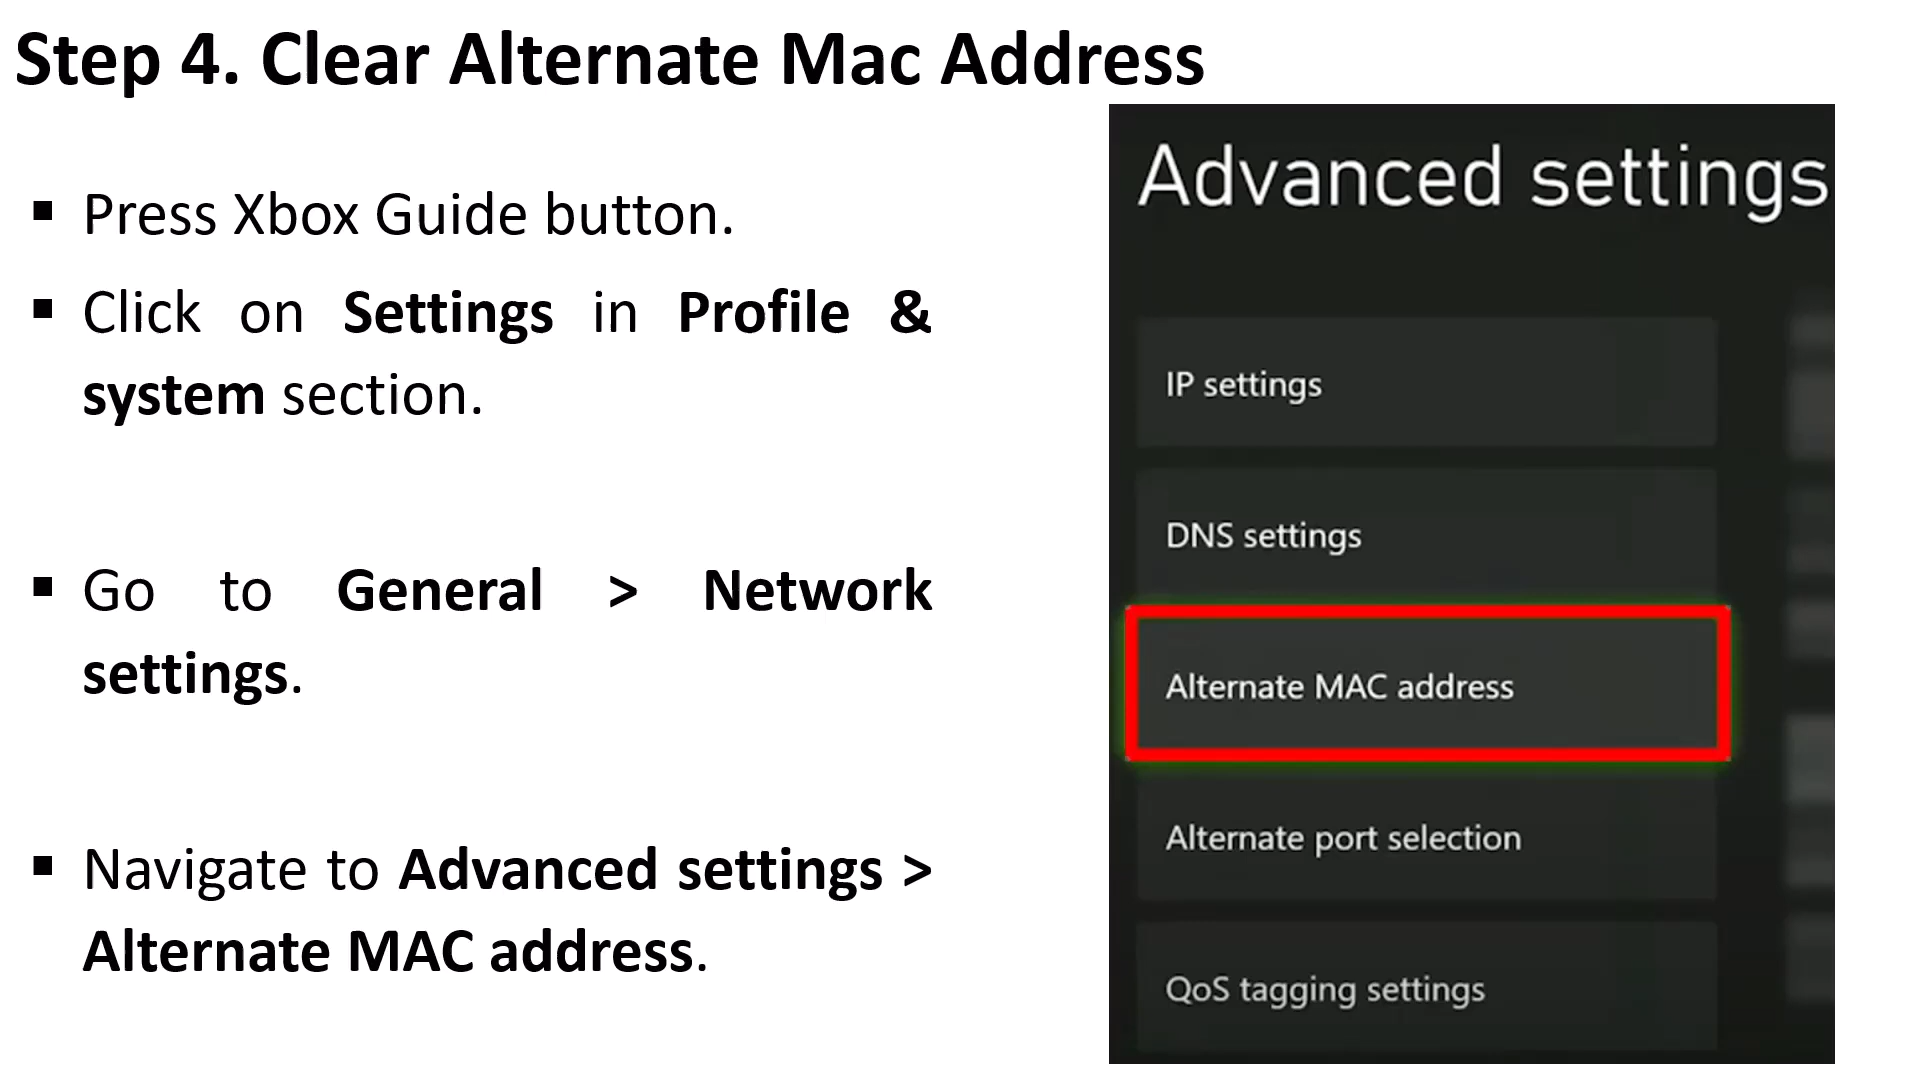 Step 4. Clear Alternate Mac Address
▪ Press Xbox Guide button.
▪ Click on Settings in Profile &
system section.
▪ Go to General > Network
settings.
▪ Navigate to Advanced settings >
Alternate MAC address.
Advanced settings
IP settings
DNS settings
Alternate MAC address
Alternate port selection
QoS tagging settings